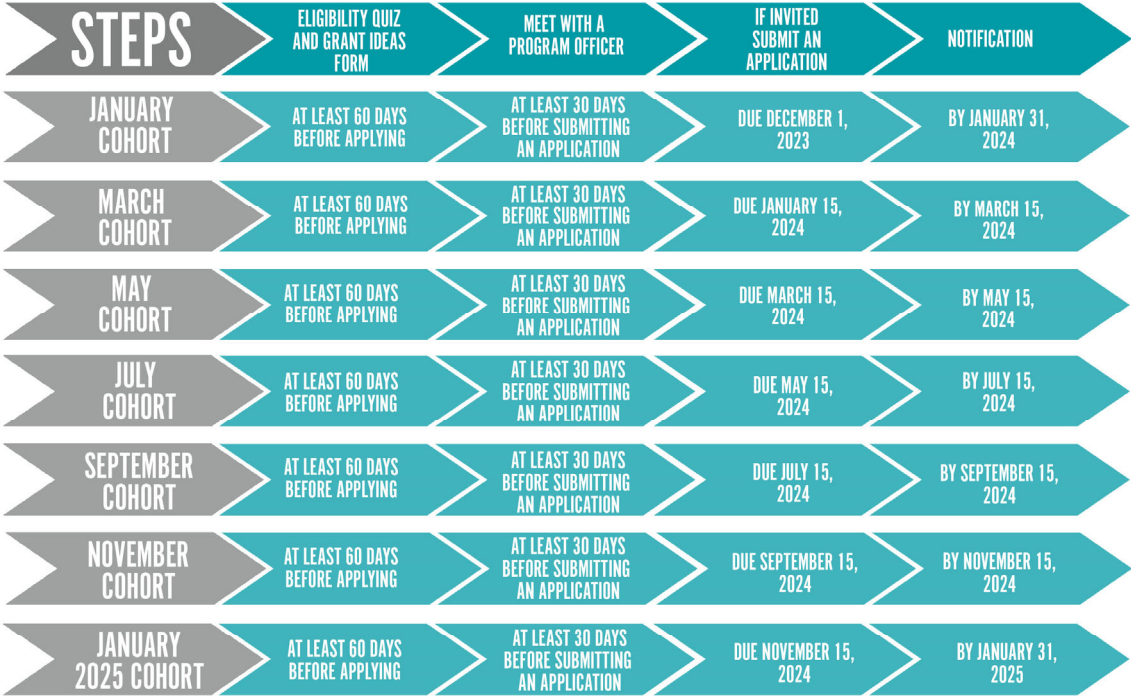 STEPS
ELIGIBILITY QUIZ
AND GRANT IDEAS
FORM
MEET WITH A
PROGRAM OFFICER
IF INVITED
SUBMIT AN
APPLICATION
NOTIFICATION
JANUARY
COHORT
AT LEAST 60 DAYS
BEFORE APPLYING
AT LEAST 30 DAYS
BEFORE SUBMITTING
AN APPLICATION
DUE DECEMBER 1,
2023
BY JANUARY 31,
2024
MARCH
COHORT
AT LEAST 60 DAYS
BEFORE APPLYING
AT LEAST 30 DAYS
BEFORE SUBMITTING
AN APPLICATION
DUE JANUARY 15,
2024
BY MARCH 15,
2024
MAY
COHORT
AT LEAST 60 DAYS
BEFORE APPLYING
AT LEAST 30 DAYS
BEFORE SUBMITTING
AN APPLICATION
DUE MARCH 15,
2024
BY MAY 15,
2024
JULY
COHORT
AT LEAST 60 DAYS
BEFORE APPLYING
AT LEAST 30 DAYS
BEFORE SUBMITTING
AN APPLICATION
DUE MAY 15,
2024
BY JULY 15,
2024
SEPTEMBER
COHORT
AT LEAST 60 DAYS
BEFORE APPLYING
AT LEAST 30 DAYS
BEFORE SUBMITTING
AN APPLICATION
DUE JULY 15,
2024
BY SEPTEMBER 15,
2024
NOVEMBER
COHORT
AT LEAST 60 DAYS
BEFORE APPLYING
AT LEAST 30 DAYS
BEFORE SUBMITTING
AN APPLICATION
DUE SEPTEMBER 15,
2024
BY NOVEMBER 15,
2024
JANUARY
2025 COHORT
AT LEAST 60 DAYS
BEFORE APPLYING
AT LEAST 30 DAYS
BEFORE SUBMITTING
AN APPLICATION
DUE NOVEMBER 15,
2024
BY JANUARY 31,
2025